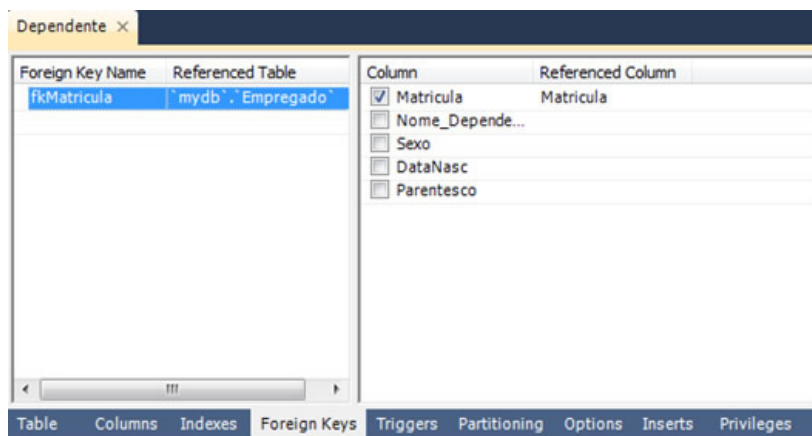 Dependente ×
Foreign Key Name Referenced Table
fkMatricula `mydb`.`Empregado`
Column Referenced Column
Matricula Matricula
Nome_Depende...
Sexo
DataNasc
Parentesco
Table Columns Indexes Foreign Keys Triggers Partitioning Options Inserts Privileges